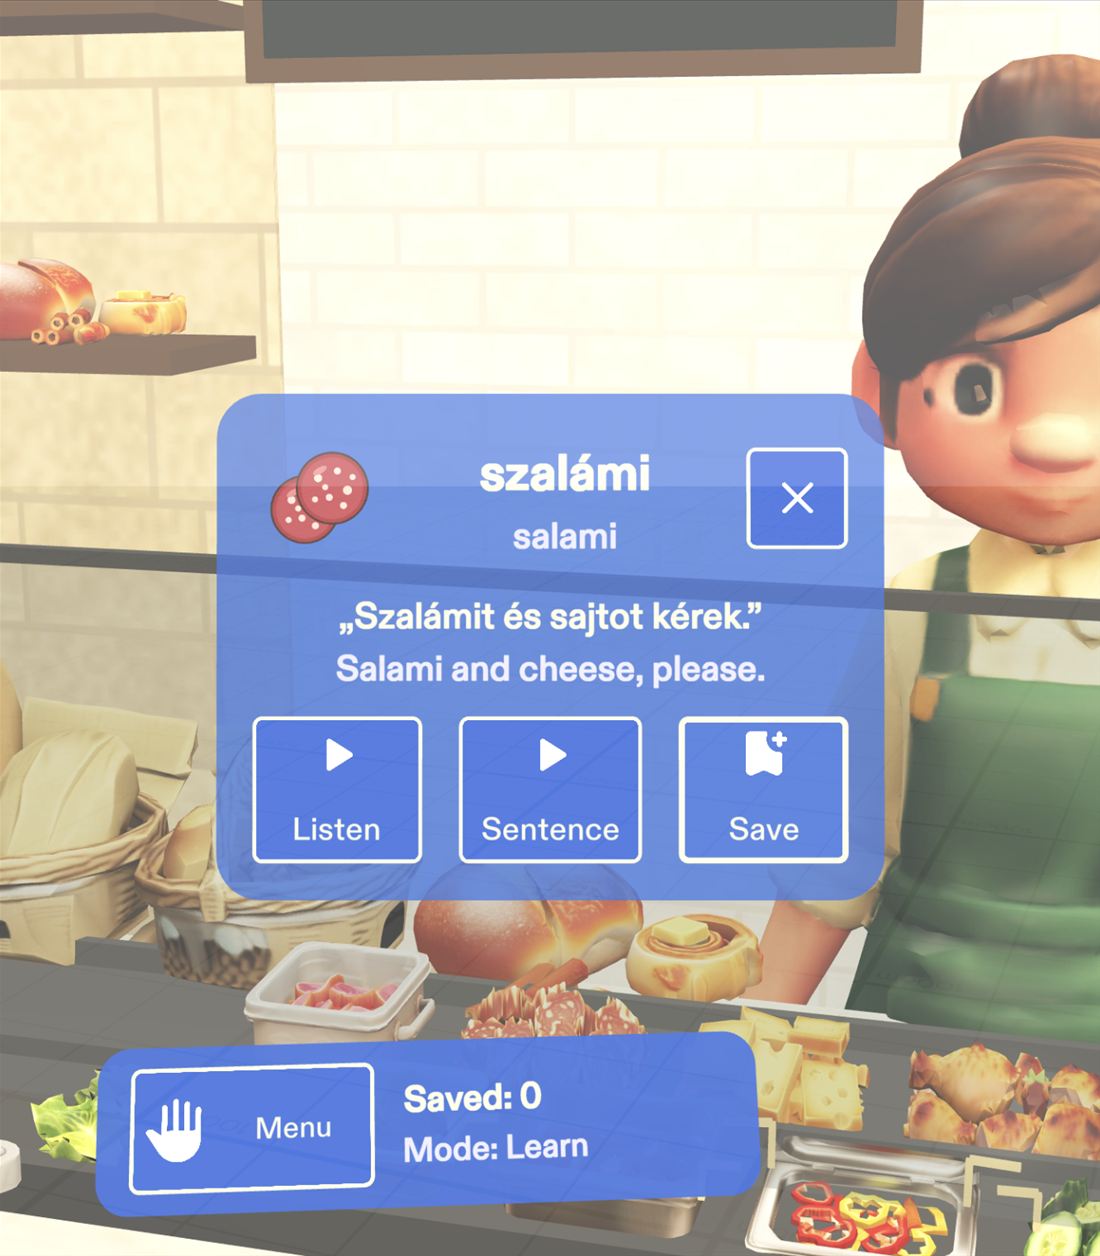 szalámi
salami
„Szalámit és sajtot kérek.”
Salami and cheese, please.
Listen
Sentence
Save
Menu
Saved: 0
Mode: Learn